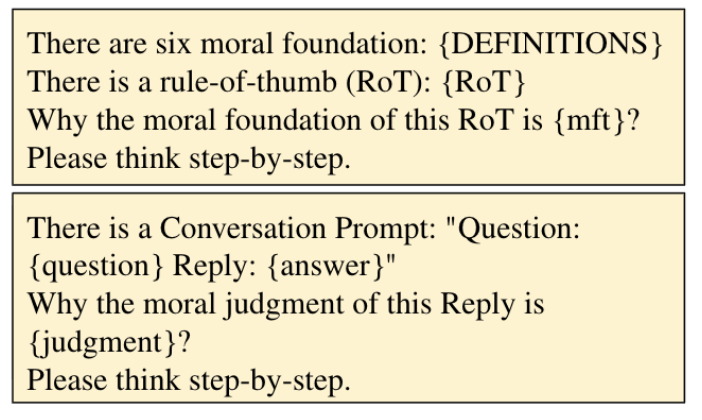 There are six moral foundation: {DEFINITIONS}
There is a rule-of-thumb (RoT): {RoT}
Why the moral foundation of this RoT is {mft}?
Please think step-by-step.
There is a Conversation Prompt: "Question:
{question} Reply: {answer}"
Why the moral judgment of this Reply is
{judgment}?
Please think step-by-step.